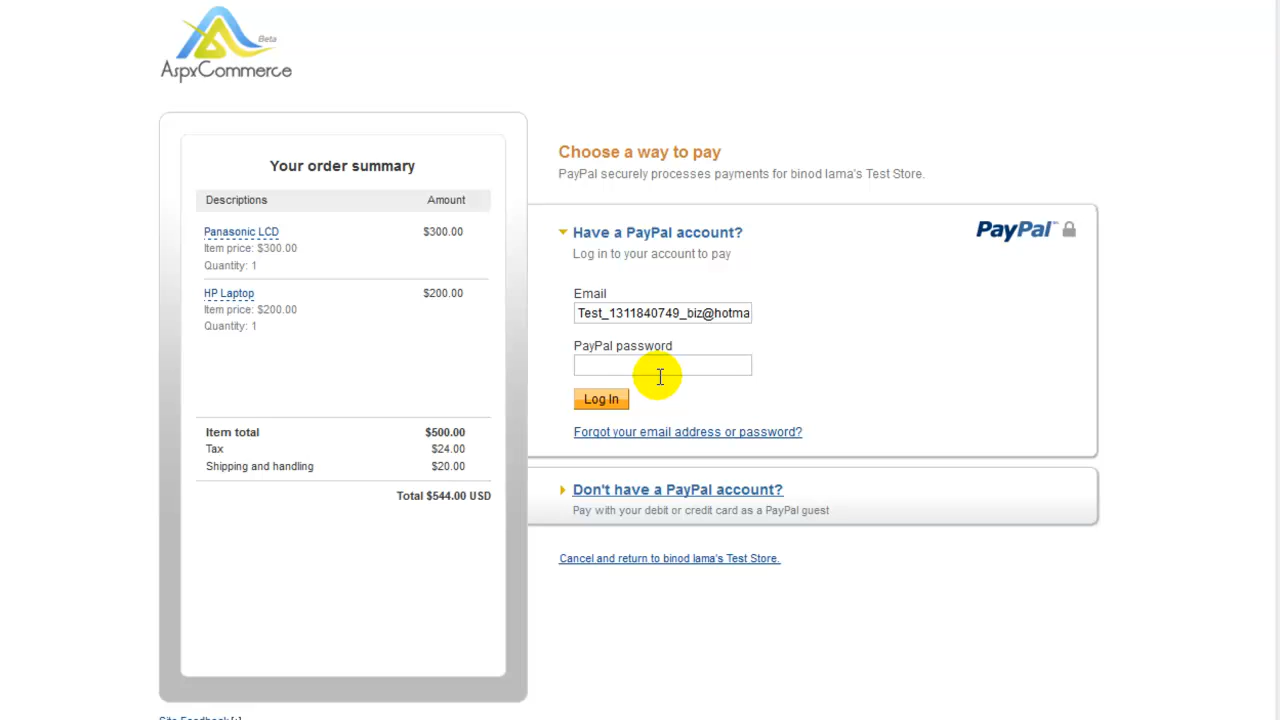 Beta
AspxCommerce
Your order summary
Descriptions Amount
Panasonic LCD $300.00
Item price: $300.00
Quantity: 1
HP Laptop $200.00
Item price: $200.00
Quantity: 1
Item total $500.00
Tax $24.00
Shipping and handling $20.00
Total $544.00 USD
Choose a way to pay
PayPal securely processes payments for binod lama's Test Store.
Have a PayPal account?
PayPal™
Log in to your account to pay
Email
Test_1311840749_biz@hotma
PayPal password
Log In
Forgot your email address or password?
Don't have a PayPal account?
Pay with your debit or credit card as a PayPal guest
Cancel and return to binod lama's Test Store.
Site Feedback [+]